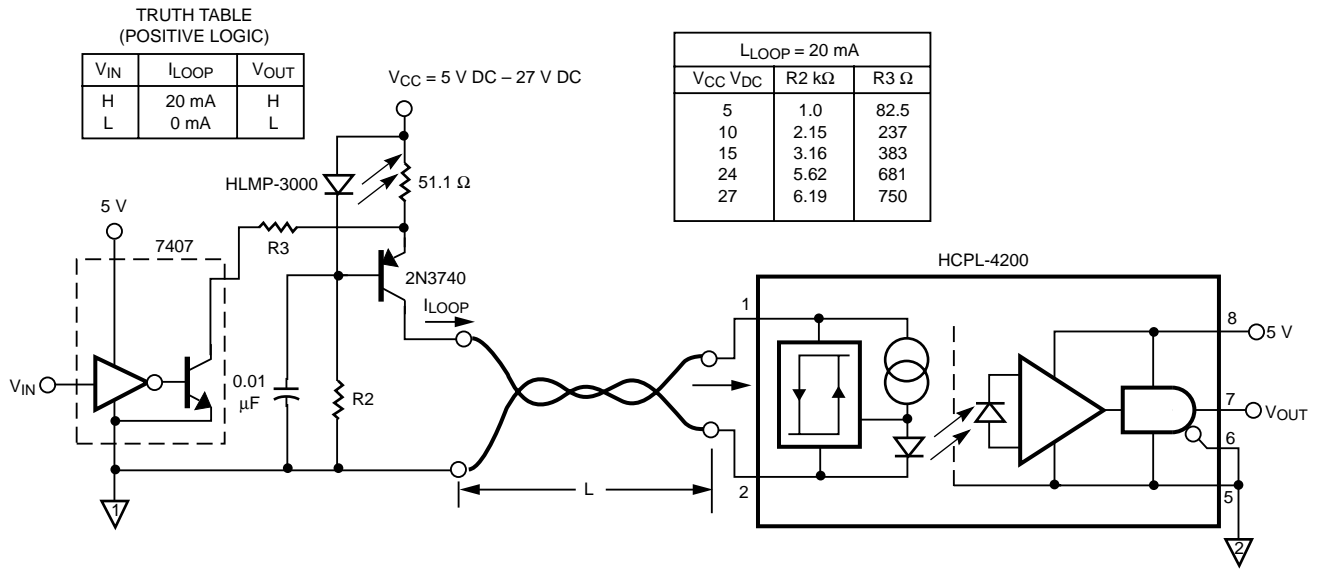 TRUTH TABLE
(POSITIVE LOGIC)
VIN ILOOP VOUT
H 20 mA H
L 0 mA L
VCC = 5 V DC – 27 V DC
LLOOP = 20 mA
VCC VDC R2 kΩ R3 Ω
5 1.0 82.5
10 2.15 237
15 3.16 383
24 5.62 681
27 6.19 750
HLMP-3000
51.1 Ω
5 V
R3
7407
2N3740
HCPL-4200
ILOOP
1
8
5 V
VIN
0.01
μF
R2
7
VOUT
6
L
2
5
1
2